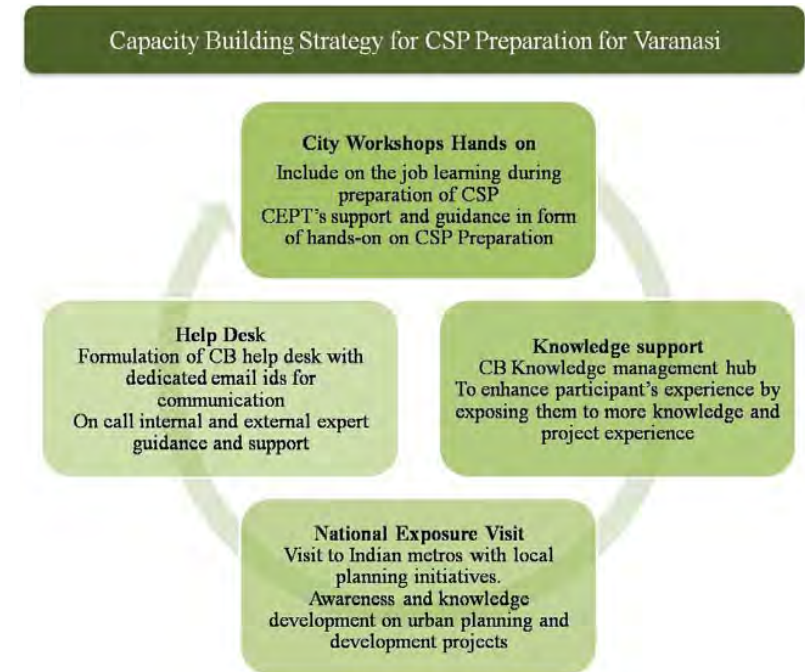 Capacity Building Strategy for CSP Preparation for Varanasi
City Workshops Hands on
Include on the job learning during
preparation of CSP
CEPT's support and guidance in form
of hands-on on CSP Preparation
Knowledge support
CB Knowledge management hub
To enhance participant's experience by
exposing them to more knowledge and
project experience
National Exposure Visit
Visit to Indian metros with local
planning initiatives.
Awareness and knowledge
development on urban planning and
development projects
Help Desk
Formulation of CB help desk with
dedicated email ids for
communication
On call internal and external expert
guidance and support